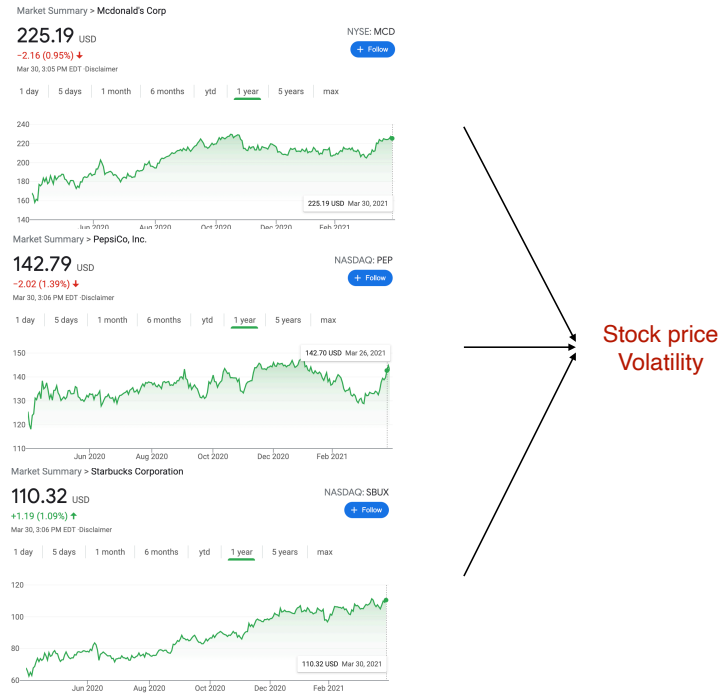 Market Summary > Mcdonald's Corp
225.19 USD
NYSE: MCD
−2.16 (0.95%)
+ Follow
Mar 30, 3:05 PM EDT ·Disclaimer
1 day 5 days 1 month 6 months ytd 1 year 5 years max
240
220
200
180
160
225.19 USD Mar 30, 2021
140
Jun 2020 Aug 2020 Oct 2020 Dec 2020 Feb 2021
Market Summary > PepsiCo, Inc.
142.79 USD
NASDAQ: PEP
−2.02 (1.39%)
+ Follow
Mar 30, 3:06 PM EDT ·Disclaimer
1 day 5 days 1 month 6 months ytd 1 year 5 years max
150
142.70 USD Mar 26, 2021
140
130
120
110
Jun 2020 Aug 2020 Oct 2020 Dec 2020 Feb 2021
Market Summary > Starbucks Corporation
110.32 USD
NASDAQ: SBUX
+1.19 (1.09%)
+ Follow
Mar 30, 3:06 PM EDT ·Disclaimer
1 day 5 days 1 month 6 months ytd 1 year 5 years max
120
100
80
110.32 USD Mar 30, 2021
60
Jun 2020 Aug 2020 Oct 2020 Dec 2020 Feb 2021
Stock price
Volatility